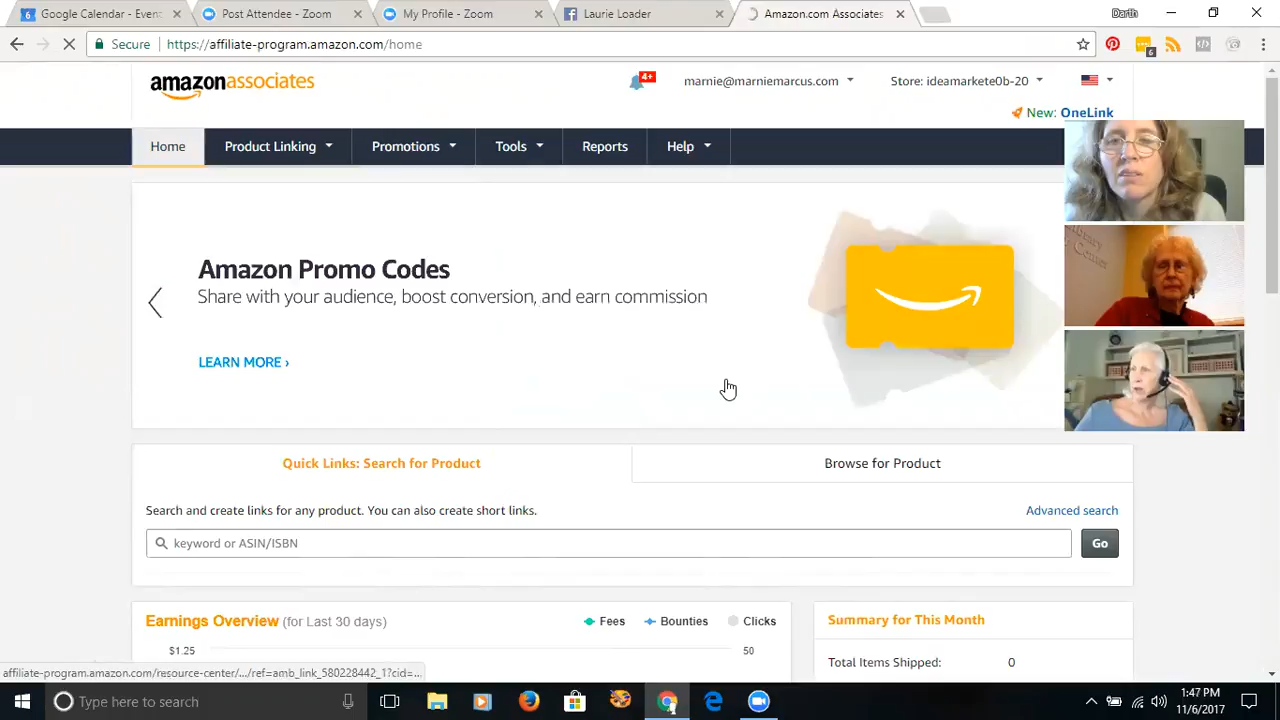 Google Calendar - Even
Post Attendee - Zoom
My Profile - Zoom
Laurie Loader
Amazon.com Associates
Darth
Secure
https://affiliate-program.amazon.com/home
6
amazonassociates
4+
marnie@marniemarcus.com
Store: ideamarkete0b-20
New: OneLink
Home
Product Linking
Promotions
Tools
Reports
Help
Amazon Promo Codes
Share with your audience, boost conversion, and earn commission
LEARN MORE ›
Quick Links: Search for Product
Browse for Product
Search and create links for any product. You can also create short links.
Advanced search
keyword or ASIN/ISBN
Go
Earnings Overview (for Last 30 days)
Fees
Bounties
Clicks
$1.25
50
Summary for This Month
Total Items Shipped:
0
affiliate-program.amazon.com/resource-center/.../ref=amb_link_580228442_1?cid=...
Type here to search
1:47 PM
11/6/2017